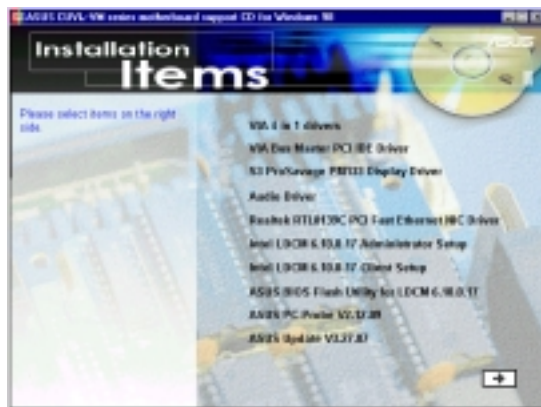 ASUS CUVL-VM series motherboard support CD for Windows 98
Installation
Items
ASUS
Please select items on the right
side.
VIA 4 in 1 drivers
VIA Bus Master PCI IDE Driver
S3 ProSavage PM133 Display Driver
Audio Driver
Realtek RTL8139C PCI Fast Ethernet NIC Driver
Intel LDCM 6.10.0.17 Administrator Setup
Intel LDCM 6.10.0.17 Client Setup
ASUS BIOS Flash Utility for LDCM 6.10.0.17
ASUS PC Probe V2.12.09
ASUS Update V3.27.07